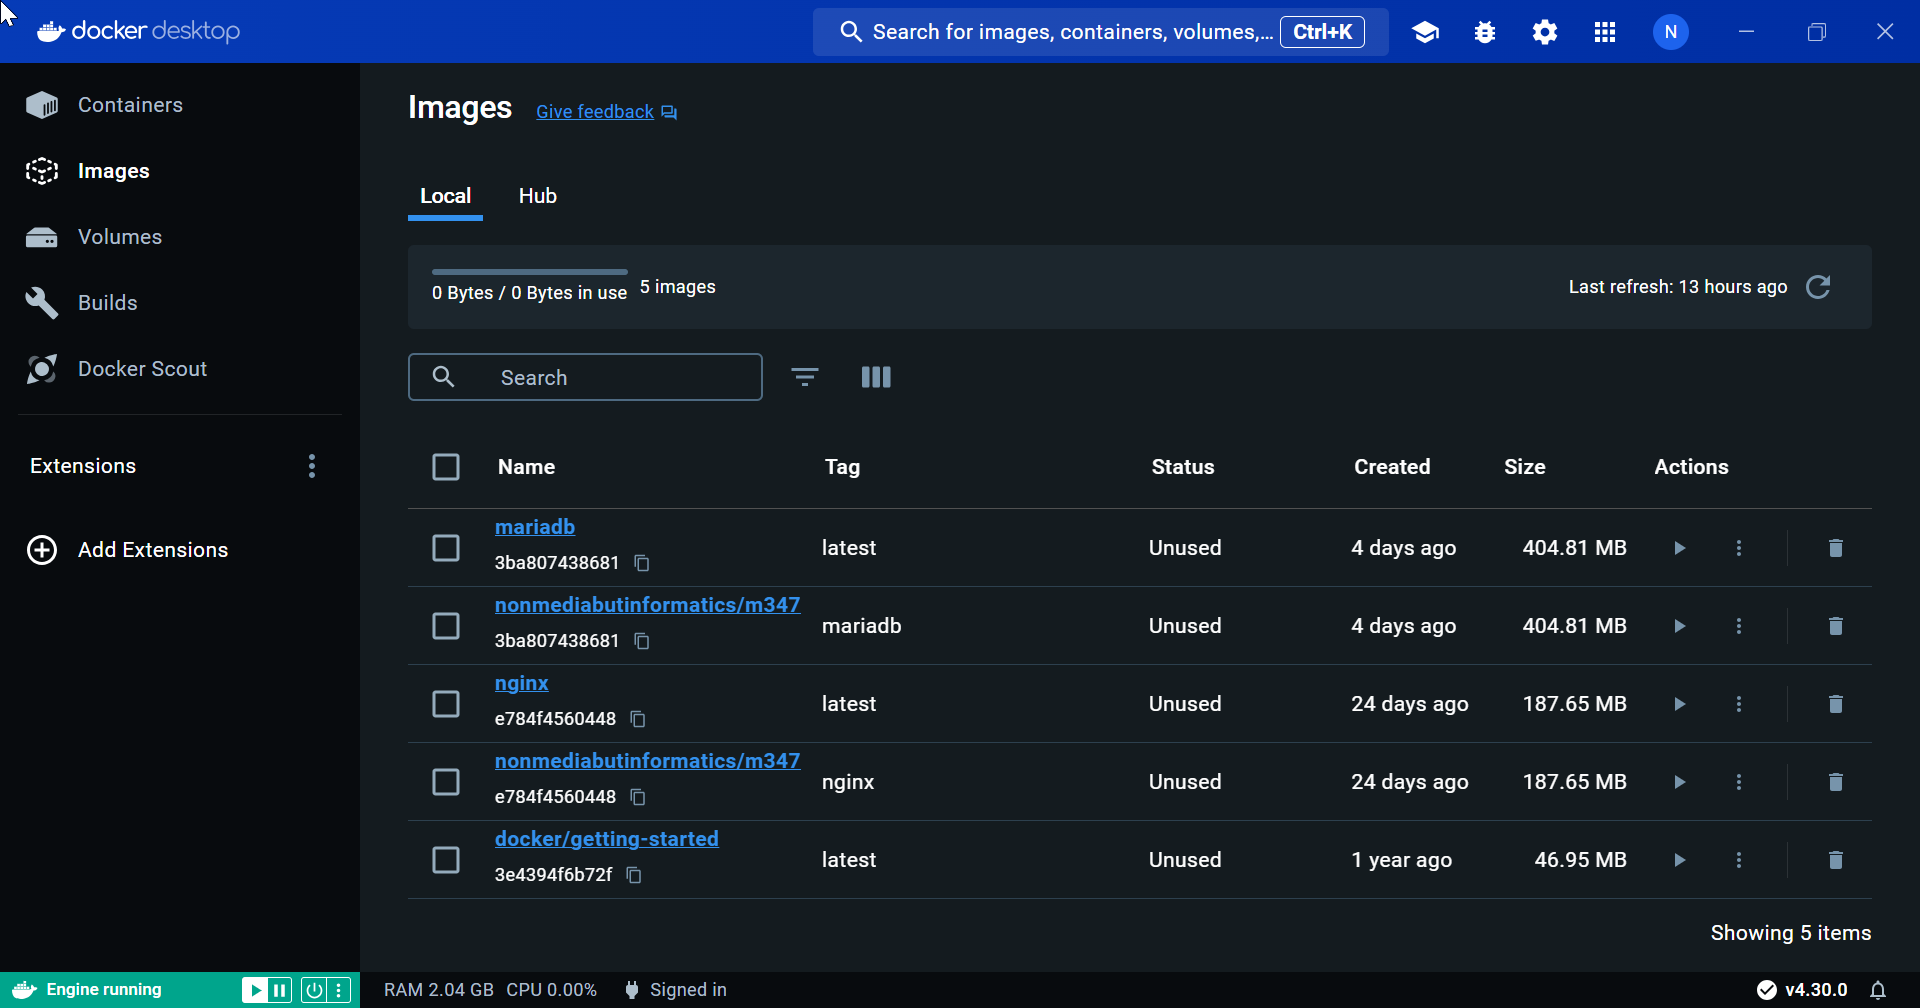 docker desktop
Search for images, containers, volumes,... Ctrl+K
N
Containers
Images
Volumes
Builds
Docker Scout
Extensions
Add Extensions
Images Give feedback
Local Hub
0 Bytes / 0 Bytes in use 5 images Last refresh: 13 hours ago
Search
Name Tag Status Created Size Actions
mariadb
3ba807438681 latest Unused 4 days ago 404.81 MB
nonmediabutinformatics/m347
3ba807438681 mariadb Unused 4 days ago 404.81 MB
nginx
e784f4560448 latest Unused 24 days ago 187.65 MB
nonmediabutinformatics/m347
e784f4560448 nginx Unused 24 days ago 187.65 MB
docker/getting-started
3e4394f6b72f latest Unused 1 year ago 46.95 MB
Showing 5 items
Engine running RAM 2.04 GB CPU 0.00% Signed in v4.30.0